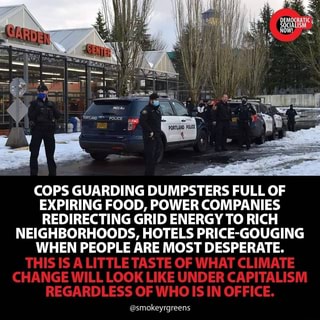 DEMOCRATIC
SOCIALISM
NOW!
GARDEN
CENTER
PORTLAND POLICE
COPS GUARDING DUMPSTERS FULL OF
EXPIRING FOOD, POWER COMPANIES
REDIRECTING GRID ENERGY TO RICH
NEIGHBORHOODS, HOTELS PRICE-GOUGING
WHEN PEOPLE ARE MOST DESPERATE.
THIS IS A LITTLE TASTE OF WHAT CLIMATE
CHANGE WILL LOOK LIKE UNDER CAPITALISM
REGARDLESS OF WHO IS IN OFFICE.
@smokeyrgreens